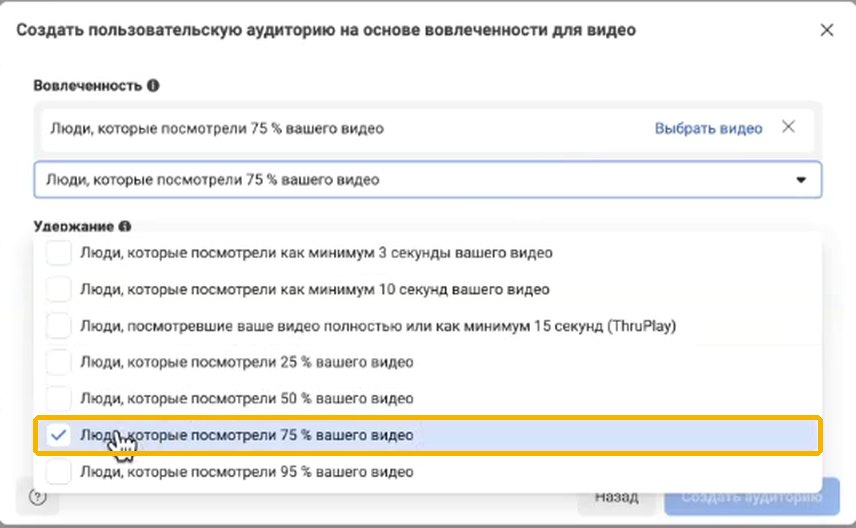 Создать пользовательскую аудиторию на основе вовлеченности для видео
Вовлеченность
Люди, которые посмотрели 75 % вашего видео
Выбрать видео
Люди, которые посмотрели 75 % вашего видео
Удержание
Люди, которые посмотрели как минимум 3 секунды вашего видео
Люди, которые посмотрели как минимум 10 секунд вашего видео
Люди, посмотревшие ваше видео полностью или как минимум 15 секунд (ThruPlay)
Люди, которые посмотрели 25 % вашего видео
Люди, которые посмотрели 50 % вашего видео
Люди, которые посмотрели 75 % вашего видео
Люди, которые посмотрели 95 % вашего видео
Назад
Создать аудиторию